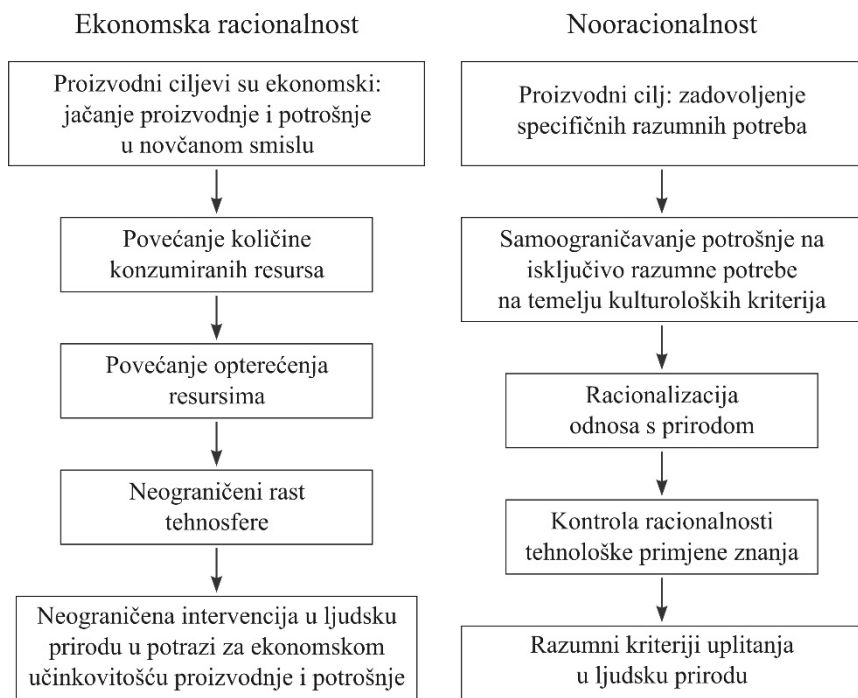 Ekonomska racionalnost
Proizvodni ciljevi su ekonomski:
jačanje proizvodnje i potrošnje
u novčanom smislu
Povećanje količine
konzumiranih resursa
Povećanje opterećenja
resursima
Neograničeni rast
tehnosfere
Neograničena intervencija u ljudsku
prirodu u potrazi za ekonomskom
učinkovitošću proizvodnje i potrošnje
Nooracionalnost
Proizvodni cilj: zadovoljenje
specifičnih razumnih potreba
Samoograničavanje potrošnje na
isključivo razumne potrebe
na temelju kulturoloških kriterija
Racionalizacija
odnosa s prirodom
Kontrola racionalnosti
tehnološke primjene znanja
Razumni kriteriji uplitanja
u ljudsku prirodu